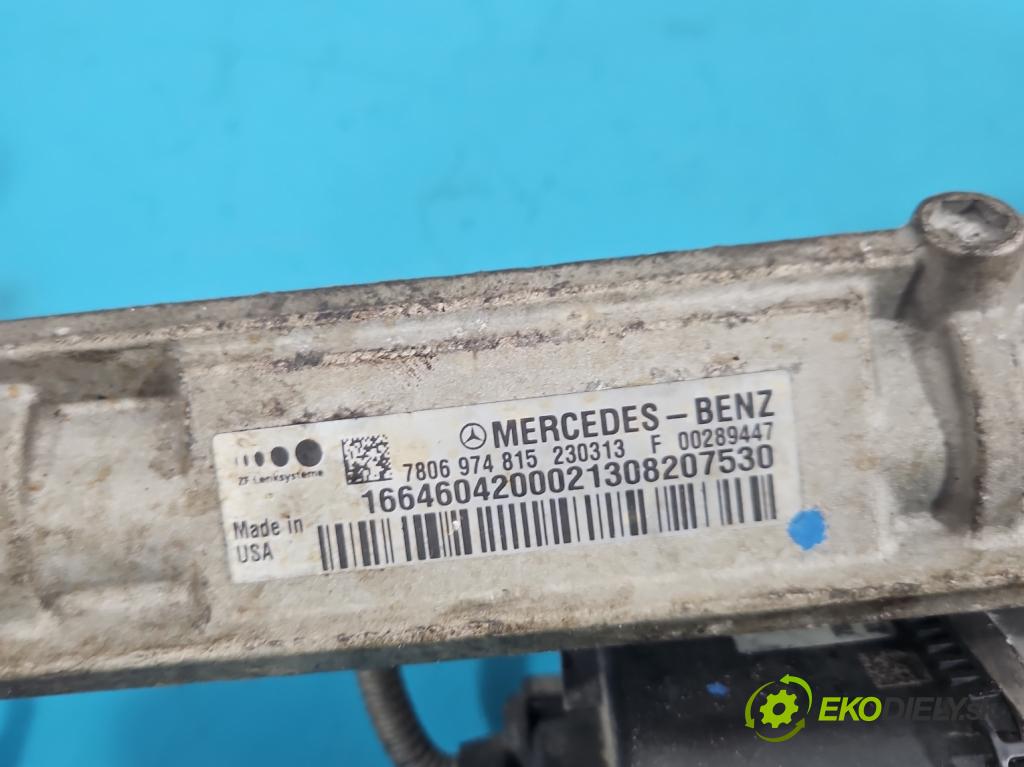 MERCEDES-BENZ
7806 974 815 230313 F 00289447
ZF Lenksysteme
1664604200021308207530
Made in
USA
EKODIELY.SK